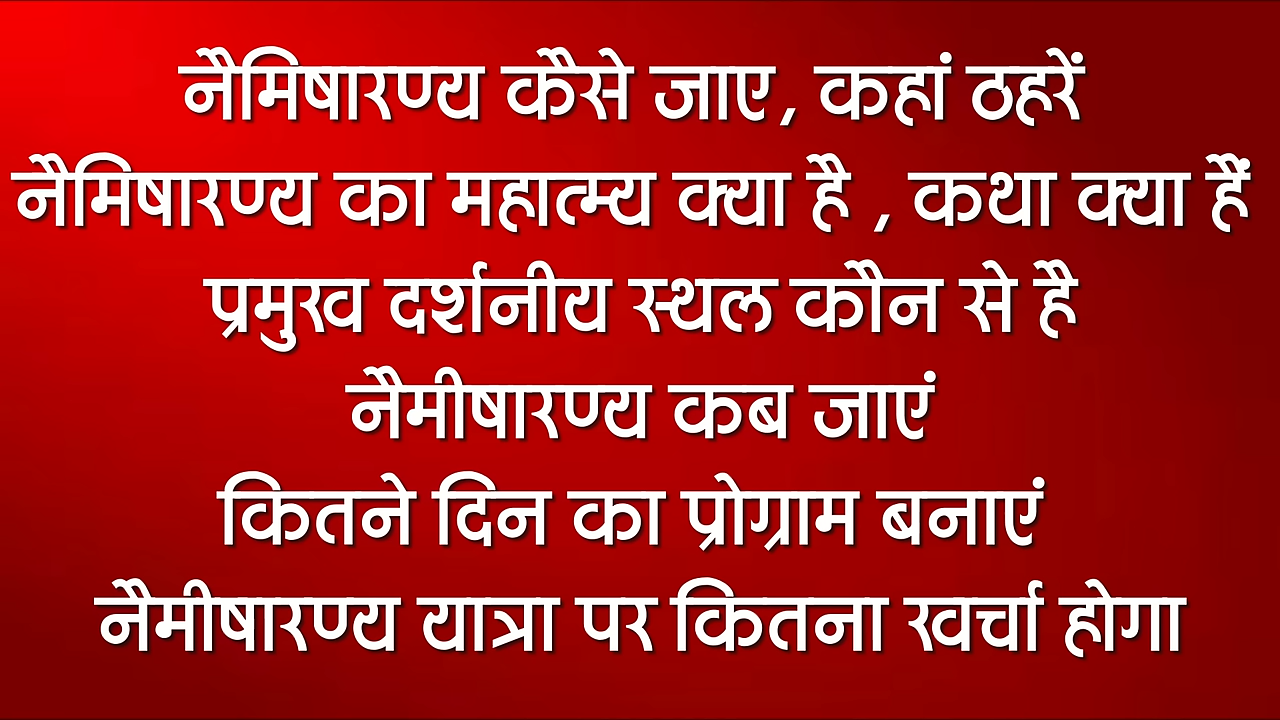 नैमिषारण्य कैसे जाए, कहां ठहरें
नैमिषारण्य का महात्म्य क्या है , कथा क्या हैं
प्रमुख दर्शनीय स्थल कौन से है
नैमीषारण्य कब जाएं
कितने दिन का प्रोग्राम बनाएं
नैमीषारण्य यात्रा पर कितना खर्चा होगा